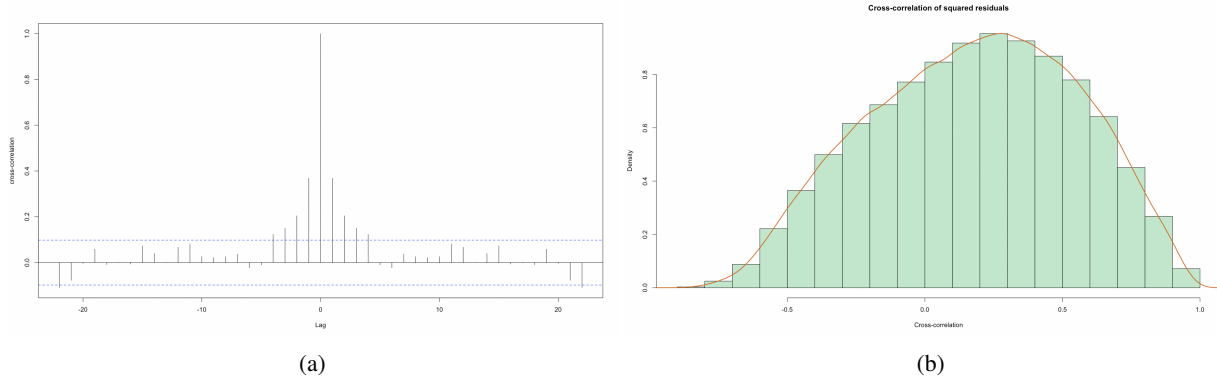 cross-correlation
1.0
0.8
0.6
0.4
0.2
0.0
-20
-10
0
10
20
Lag
(a)
Cross-correlation of squared residuals
Density
0.8
0.6
0.4
0.2
0.0
-0.5
0.0
0.5
1.0
Cross-correlation
(b)